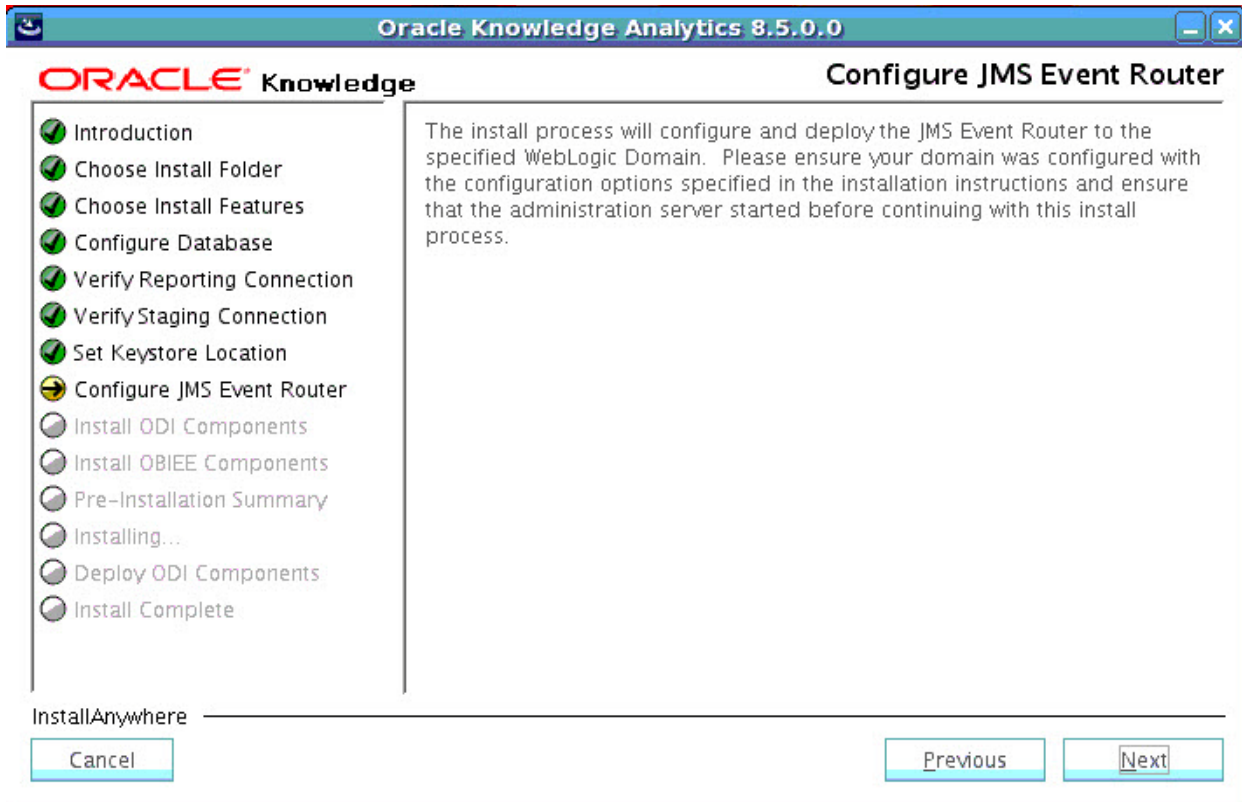 Oracle Knowledge Analytics 8.5.0.0
ORACLE Knowledge
Configure JMS Event Router
Introduction
Choose Install Folder
Choose Install Features
Configure Database
Verify Reporting Connection
Verify Staging Connection
Set Keystore Location
Configure JMS Event Router
Install ODI Components
Install OBIEE Components
Pre-Installation Summary
Installing...
Deploy ODI Components
Install Complete
The install process will configure and deploy the JMS Event Router to the
specified WebLogic Domain. Please ensure your domain was configured with
the configuration options specified in the installation instructions and ensure
that the administration server started before continuing with this install
process.
InstallAnywhere
Cancel
Previous
Next